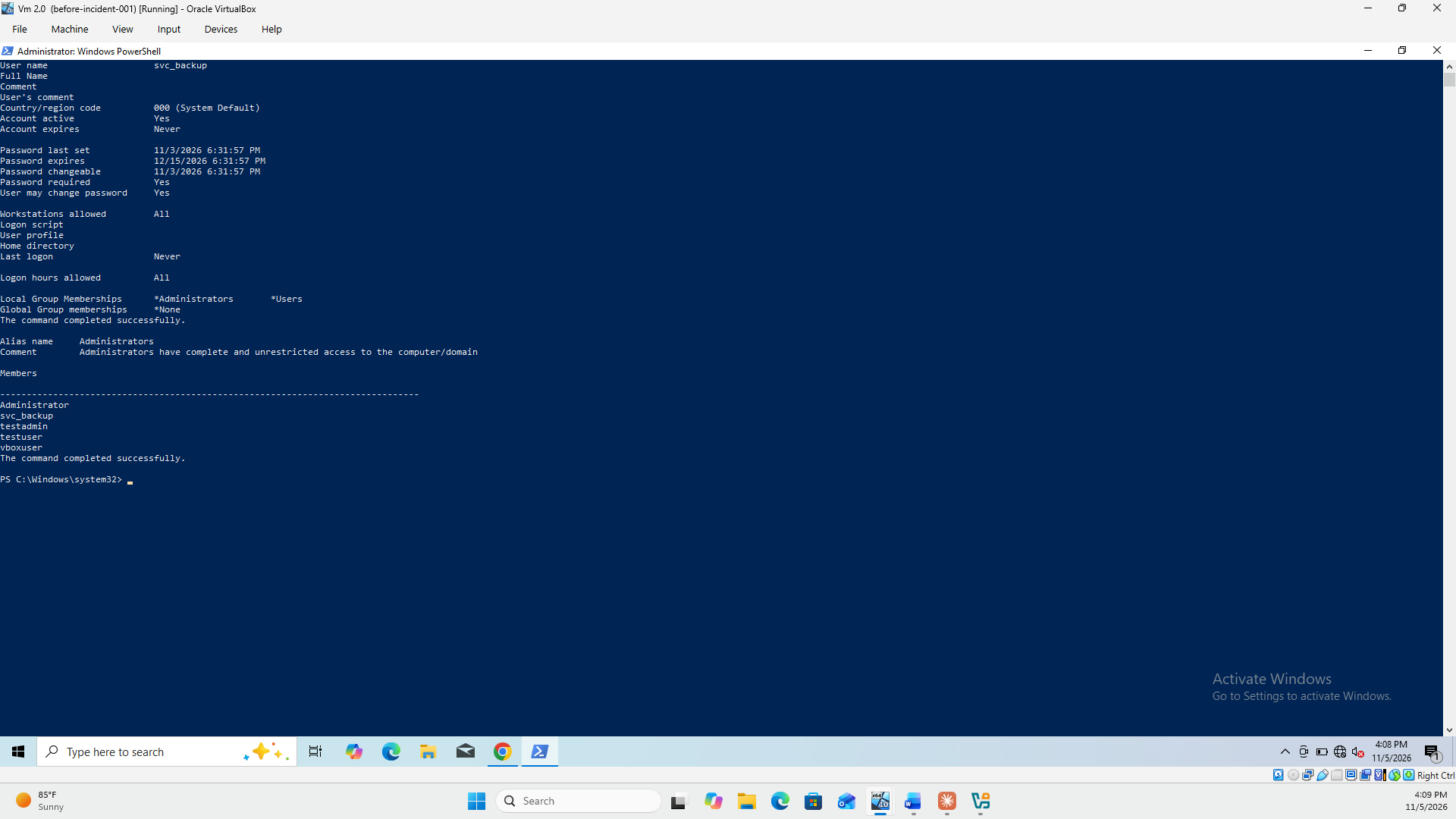 Vm 2.0 (before-incident-001) [Running] - Oracle VirtualBox
File Machine View Input Devices Help
Administrator: Windows PowerShell
User name svc_backup
Full Name
Comment
User's comment
Country/region code 000 (System Default)
Account active Yes
Account expires Never
Password last set 11/3/2026 6:31:57 PM
Password expires 12/15/2026 6:31:57 PM
Password changeable 11/3/2026 6:31:57 PM
Password required Yes
User may change password Yes
Workstations allowed All
Logon script
User profile
Home directory
Last logon Never
Logon hours allowed All
Local Group Memberships *Administrators *Users
Global Group memberships *None
The command completed successfully.
Alias name Administrators
Comment Administrators have complete and unrestricted access to the computer/domain
Members
-------------------------------------------------------------------------------
Administrator
svc_backup
testadmin
testuser
vboxuser
The command completed successfully.
PS C:\Windows\system32>
Activate Windows
Go to Settings to activate Windows.
Type here to search
4:08 PM
11/5/2026
1
Right Ctrl
85°F
Sunny
Search
4:09 PM
11/5/2026